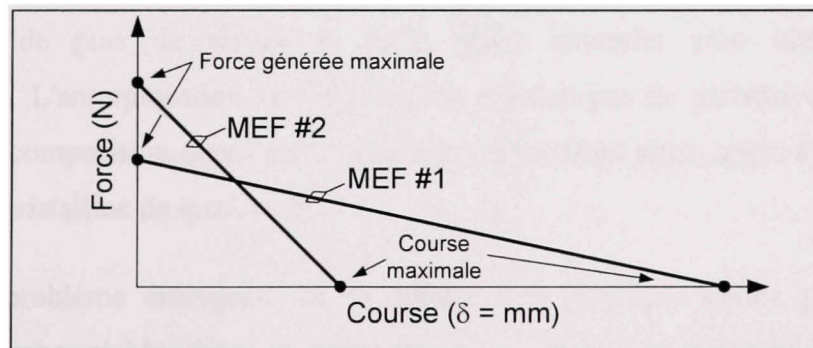 Force générée maximale
MEF #2
MEF #1
Force (N)
Course
maximale
Course (δ = mm)